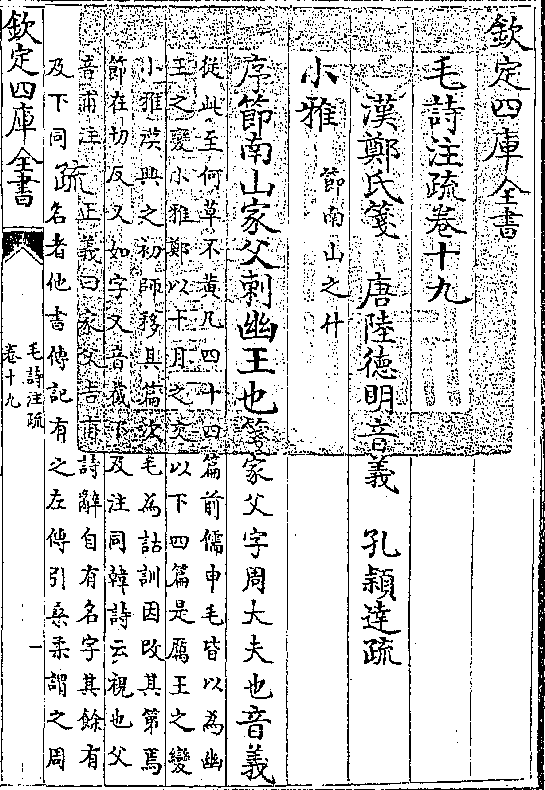 欽定四庫全書
毛詩注疏卷十九
漢鄭氏箋 唐陸德明音義 孔穎達疏
小雅 節南山之什
序節南山家父刺幽王也箋家父字周大夫也音義
從此至何草不黃凡四十四篇前儒申毛皆以為幽
王之變小雅鄭以十月之交以下四篇是厲王之變
小雅漢興之初師移其篇次毛為詁訓因改其第焉
節在切反又如字又音截下及注同韓詩云視也父
音甫注及下同疏正義曰家父吉甫詩辭自有名字其餘有
名者他書傳記有之左傳引桑柔謂之周
欽定四庫全書
毛詩注疏
卷十九
一